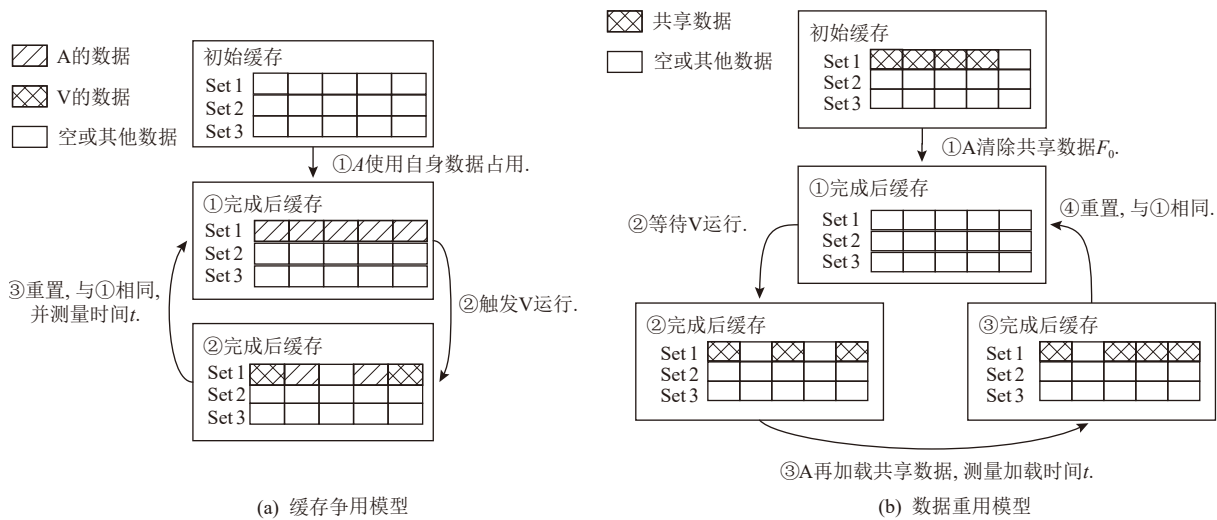 A的数据
V的数据
空或其他数据
初始缓存
Set 1
Set 2
Set 3
①A使用自身数据占用.
①完成后缓存
Set 1
Set 2
Set 3
③重置, 与①相同,
并测量时间t.
②触发V运行.
②完成后缓存
Set 1
Set 2
Set 3
(a) 缓存争用模型
共享数据
空或其他数据
初始缓存
Set 1
Set 2
Set 3
①A清除共享数据F₀.
①完成后缓存
Set 1
Set 2
Set 3
②等待V运行.
④重置, 与①相同.
②完成后缓存
Set 1
Set 2
Set 3
③完成后缓存
Set 1
Set 2
Set 3
③A再加载共享数据, 测量加载时间t.
(b) 数据重用模型